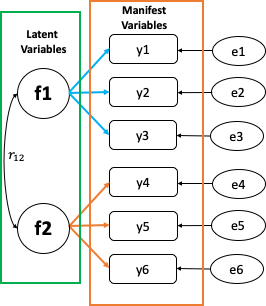 Manifest
Variables
Latent
Variables
y1
e1
f1
y2
e2
y3
e3
r12
y4
e4
f2
y5
e5
y6
e6